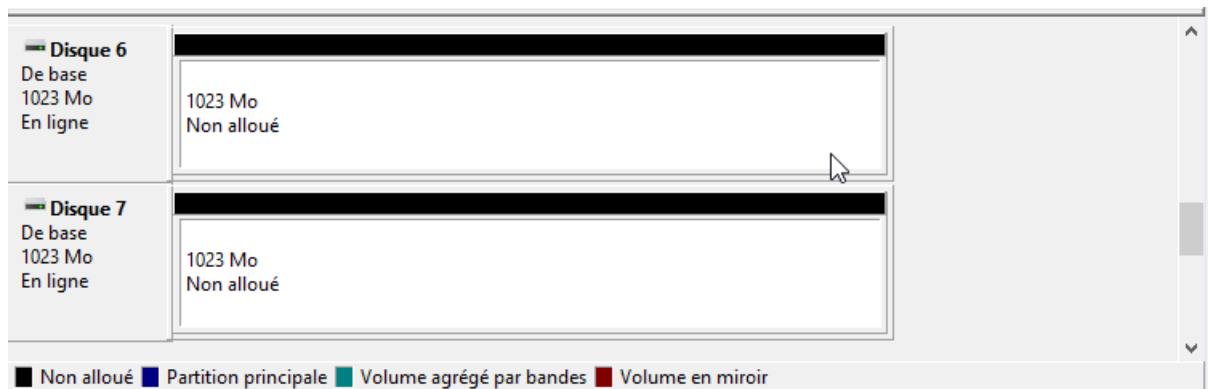 Disque 6
De base
1023 Mo
En ligne
1023 Mo
Non alloué
Disque 7
De base
1023 Mo
En ligne
1023 Mo
Non alloué
Non alloué Partition principale Volume agrégé par bandes Volume en miroir